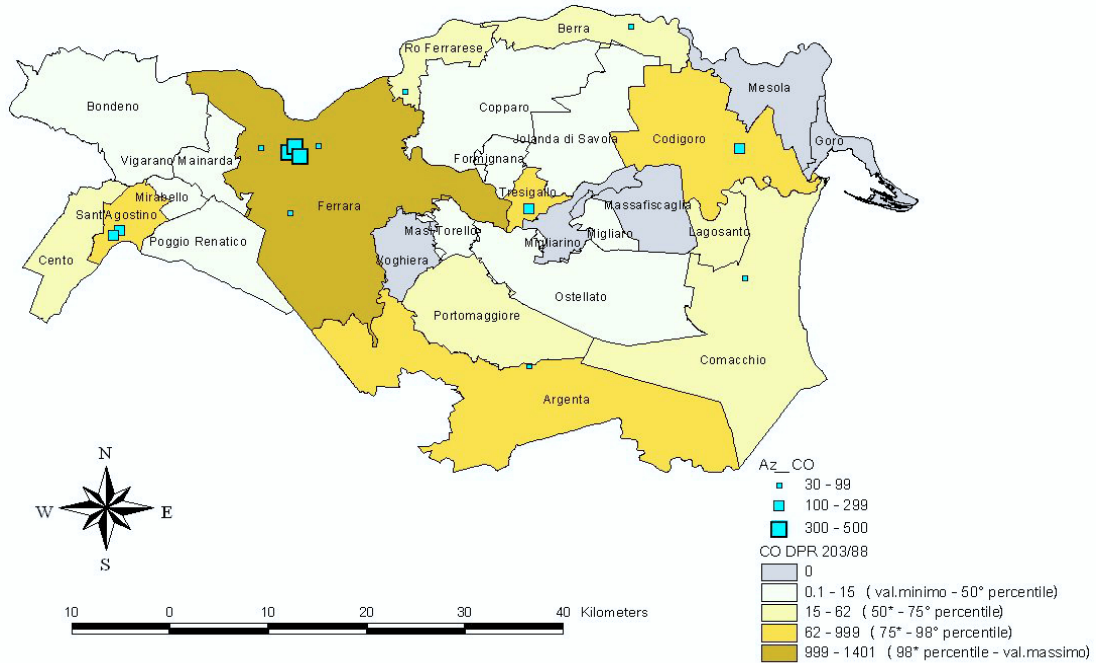 Berra
Ro Ferrarese
Mesola
Bondeno
Copparo
Jolanda di Savoia
Codigoro
Goro
Vigarano Mainarda
Formignana
Mirabello
Tresigallo
Ferrara
Massafiscaglia
Sant'Agostino
Masi Torello
Migliarino
Migliaro
Lagosanto
Poggio Renatico
Cento
Voghiera
Ostellato
Portomaggiore
Comacchio
Argenta
N
W
E
S
Az__CO
30 - 99
100 - 299
300 - 500
CO DPR 203/88
0
0.1 - 15 ( val.minimo - 50° percentile)
15 - 62 ( 50* - 75° percentile)
62 - 999 ( 75* - 98° percentile)
999 - 1401 ( 98* percentile - val.massimo)
10 0 10 20 30 40 Kilometers